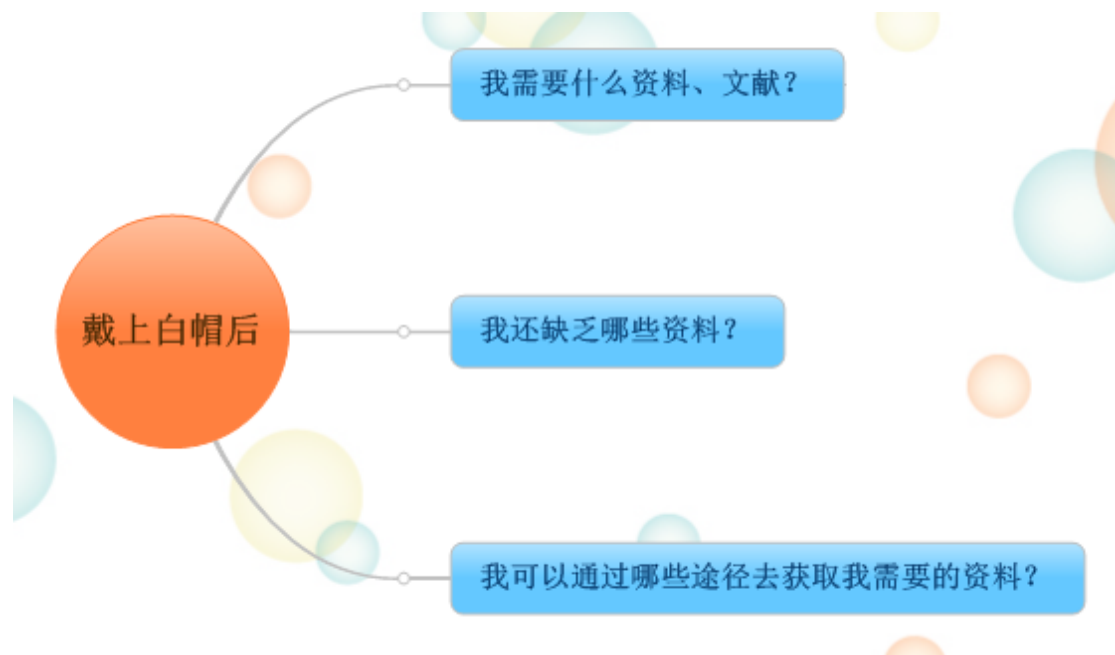 我需要什么资料、文献？
戴上白帽后
我还缺乏哪些资料？
我可以通过哪些途径去获取我需要的资料？